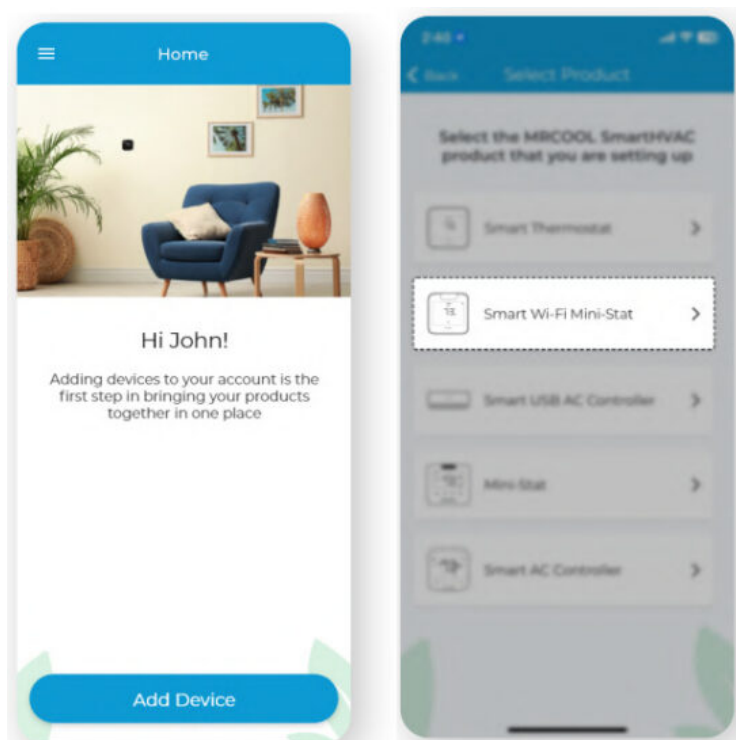 Home
Hi John!
Adding devices to your account is the
first step in bringing your products
together in one place
Add Device
2:40
Back
Select Product
Select the MRCOOL SmartHVAC
product that you are setting up
Smart Thermostat
Smart Wi-Fi Mini-Stat
Smart USB AC Controller
Mini-Stat
Smart AC Controller